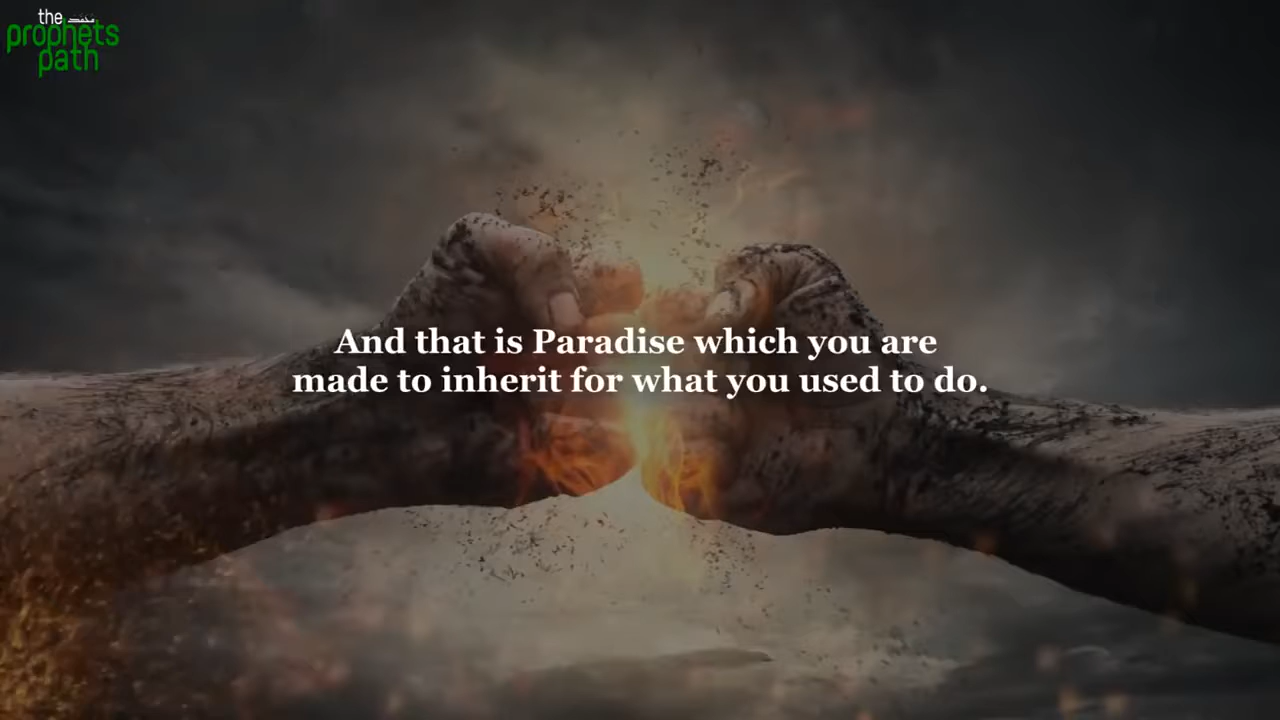 the محمد
prophets
path
And that is Paradise which you are
made to inherit for what you used to do.